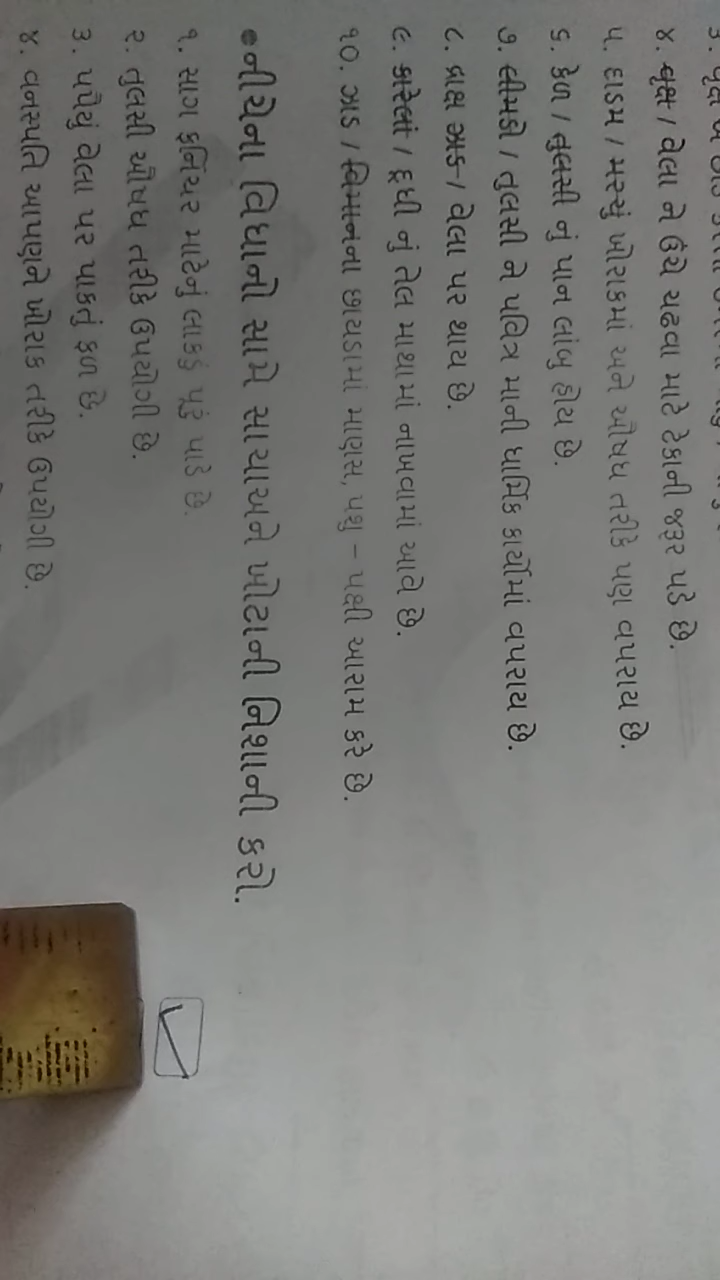 ૪. વૃક્ષ / વેલા ને ઉંચે ચઢવા માટે ટેકાની જરૂર પડે છે.
૫. દાડમ / મરચું ખોરાકમાં અને ઔષધ તરીકે પણ વપરાય છે.
૬. કેળ / તુલસી નું પાન લાંબુ હોય છે.
૭. લીમડો / તુલસી ને પવિત્ર માની ધાર્મિક કાર્યોમાં વપરાય છે.
૮. દ્રાક્ષ ઝાડ / વેલા પર થાય છે.
૯. કારેલાં / દૂધી નું તેલ માથામાં નાખવામાં આવે છે.
૧૦. ઝાડ / વિમાનના છાયડામાં માણસ, પશુ - પક્ષી આરામ કરે છે.
● નીચેના વિધાનો સામે સાચાઅને ખોટાની નિશાની કરો.
૧. સાગ ફર્નિચર માટેનું લાકડું પૂરું પાડે છે. ✓
૨. તુલસી ઔષધ તરીકે ઉપયોગી છે.
૩. પપૈયું વેલા પર પાકતું ફળ છે.
૪. વનસ્પતિ આપણને ખોરાક તરીકે ઉપયોગી છે.